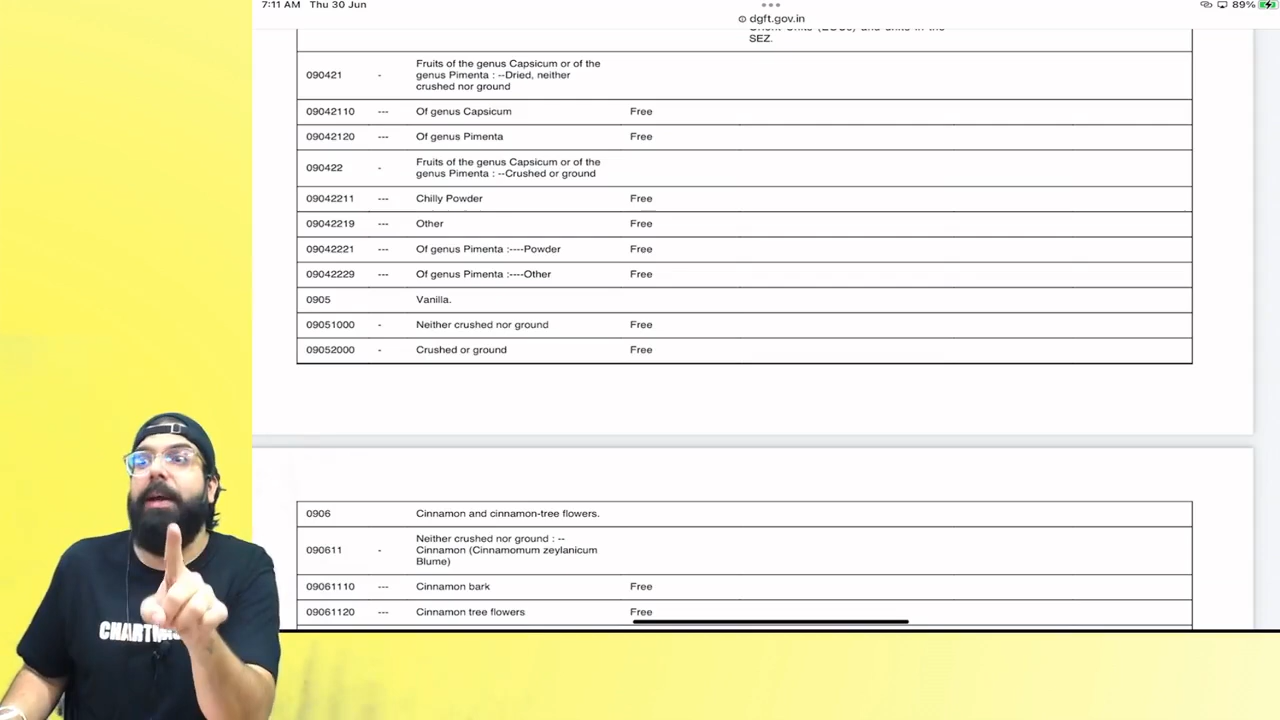 7:11 AM Thu 30 Jun
89%
dgft.gov.in
SEZ.
090421 - Fruits of the genus Capsicum or of the
genus Pimenta : --Dried, neither
crushed nor ground
09042110 --- Of genus Capsicum Free
09042120 --- Of genus Pimenta Free
090422 - Fruits of the genus Capsicum or of the
genus Pimenta : --Crushed or ground
09042211 --- Chilly Powder Free
09042219 --- Other Free
09042221 --- Of genus Pimenta :----Powder Free
09042229 --- Of genus Pimenta :----Other Free
0905 Vanilla.
09051000 - Neither crushed nor ground Free
09052000 - Crushed or ground Free
0906 Cinnamon and cinnamon-tree flowers.
090611 - Neither crushed nor ground : --
Cinnamon (Cinnamomum zeylanicum
Blume)
09061110 --- Cinnamon bark Free
09061120 --- Cinnamon tree flowers Free